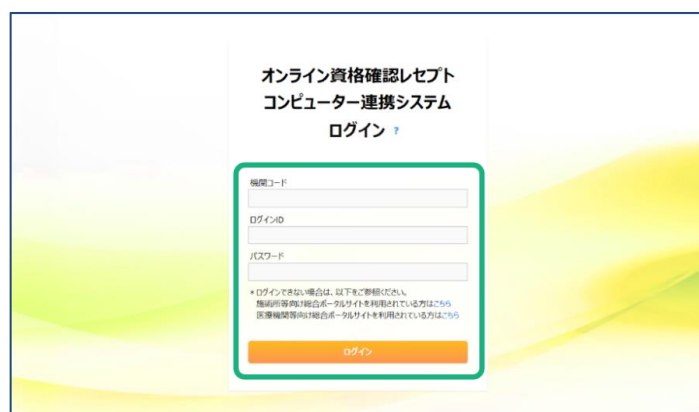 オンライン資格確認レセプト
コンピューター連携システム
ログイン ?
機関コード
ログインID
パスワード
* ログインできない場合は、以下をご参照ください。
施術所等向け総合ポータルサイトを利用されている方はこちら
医療機関等向け総合ポータルサイトを利用されている方はこちら
ログイン